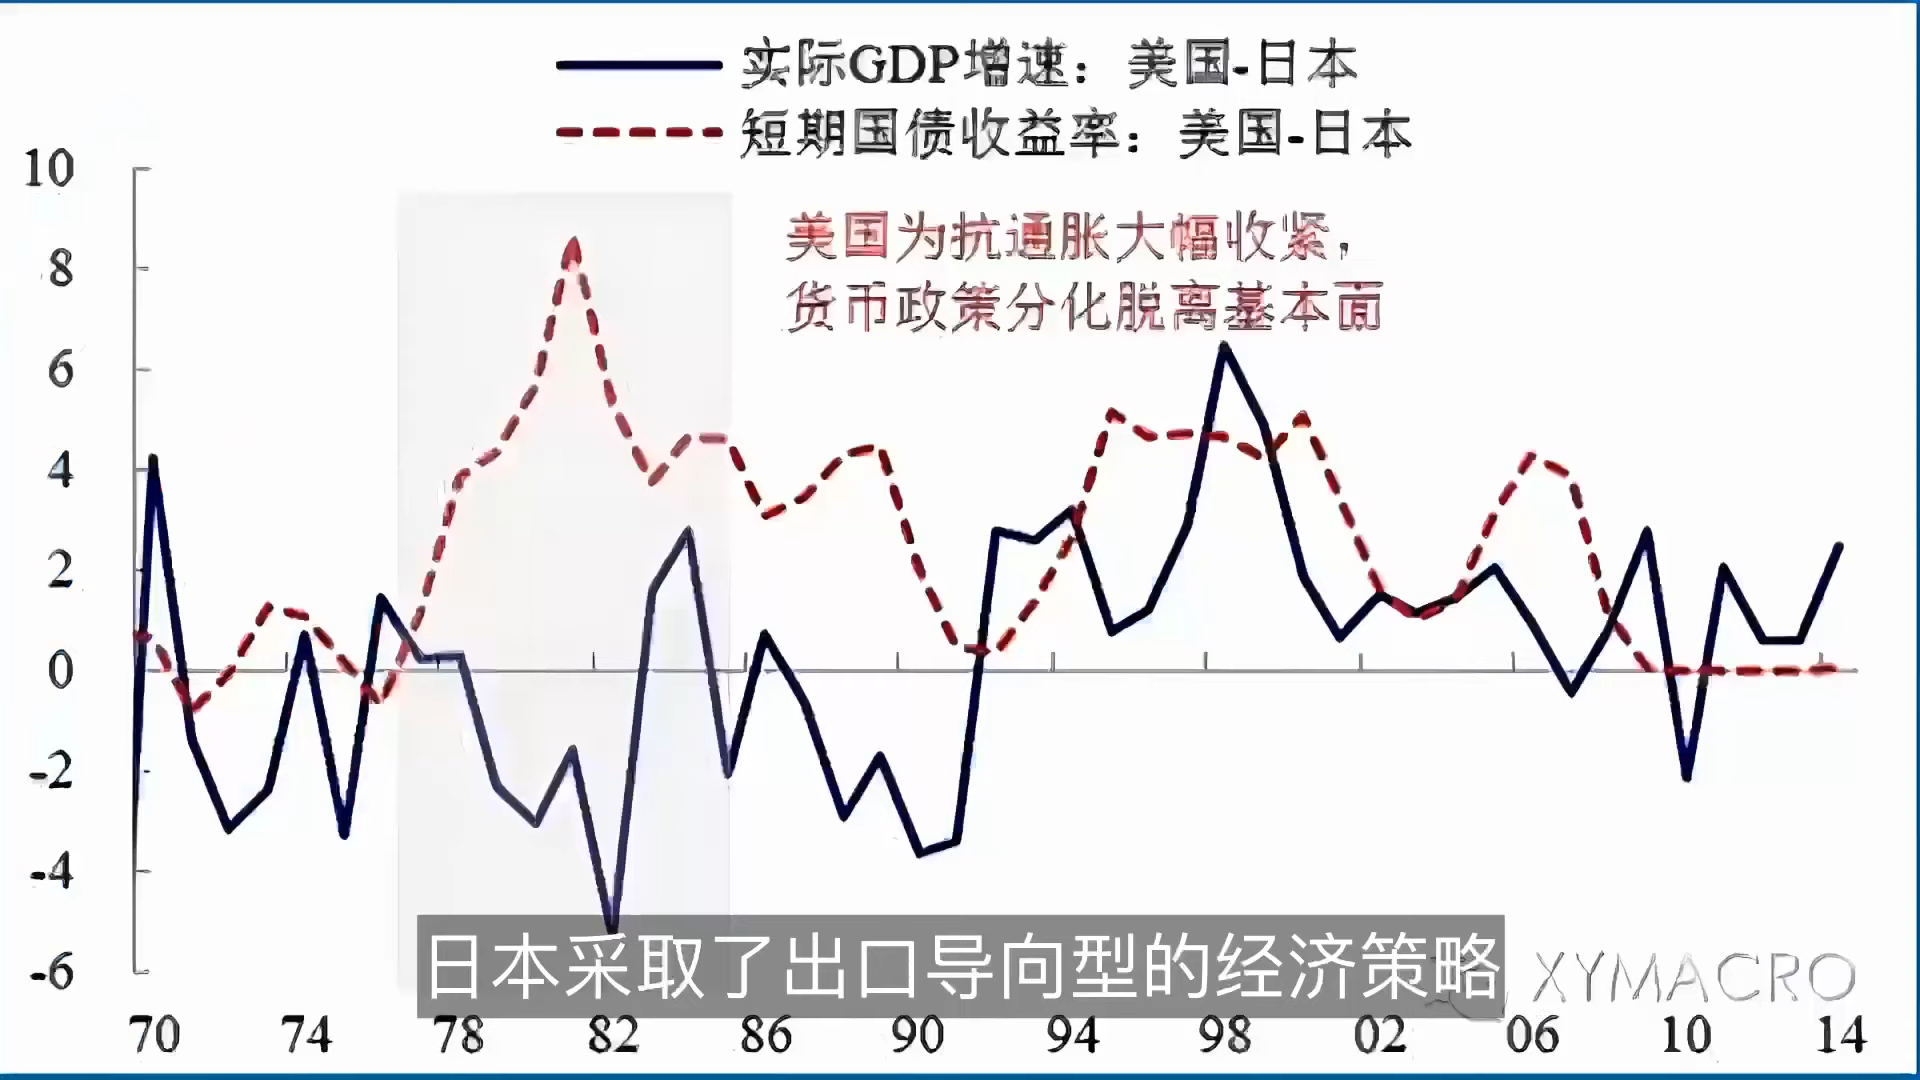 实际GDP增速：美国-日本
短期国债收益率：美国-日本
美国为抗通胀大幅收紧，
货币政策分化脱离基本面
10
8
6
4
2
0
-2
-4
-6
日本采取了出口导向型的经济策略
XYMACRO
70 74 78 82 86 90 94 98 02 06 10 14